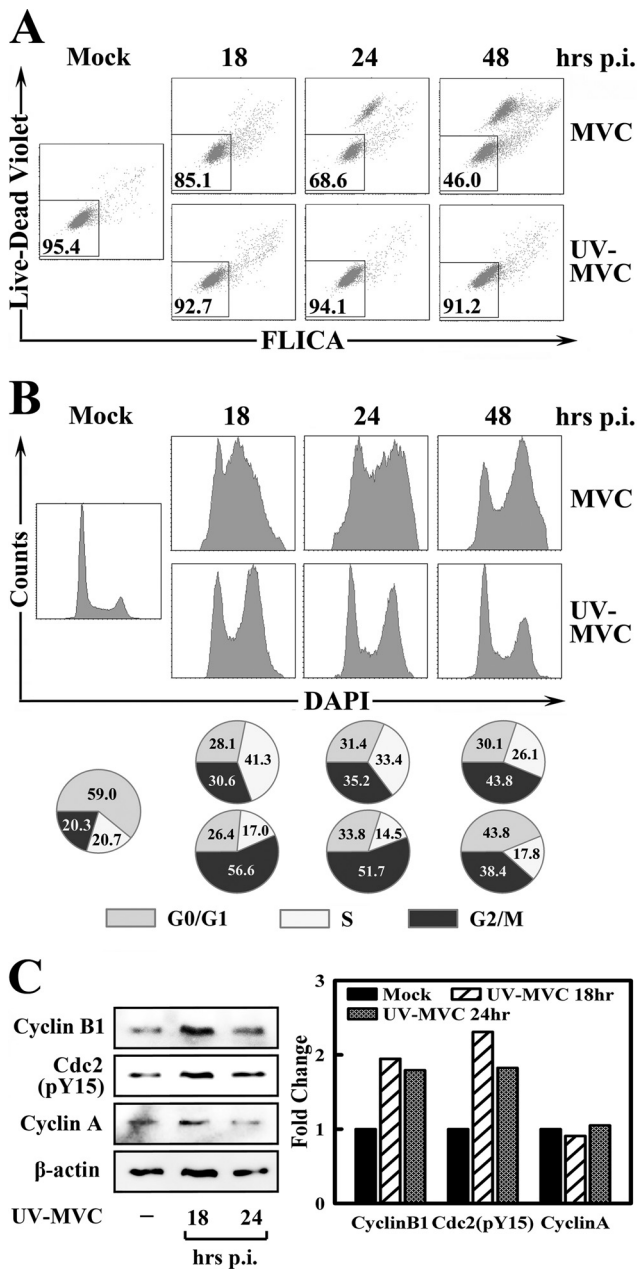 A
Mock 18 24 48 hrs p.i.
Live-Dead Violet
95.4
85.1 68.6 46.0
MVC
92.7 94.1 91.2
UV-MVC
FLICA
B
Mock 18 24 48 hrs p.i.
Counts
MVC
UV-MVC
DAPI
59.0 20.3 20.7
28.1 41.3 30.6
31.4 33.4 35.2
30.1 26.1 43.8
26.4 17.0 56.6
33.8 14.5 51.7
43.8 17.8 38.4
G0/G1 S G2/M
C
Cyclin B1
Cdc2
(pY15)
Cyclin A
β-actin
UV-MVC – 18 24
hrs p.i.
Fold Change
3
2
1
0
Mock UV-MVC 18hr
UV-MVC 24hr
CyclinB1 Cdc2(pY15) CyclinA